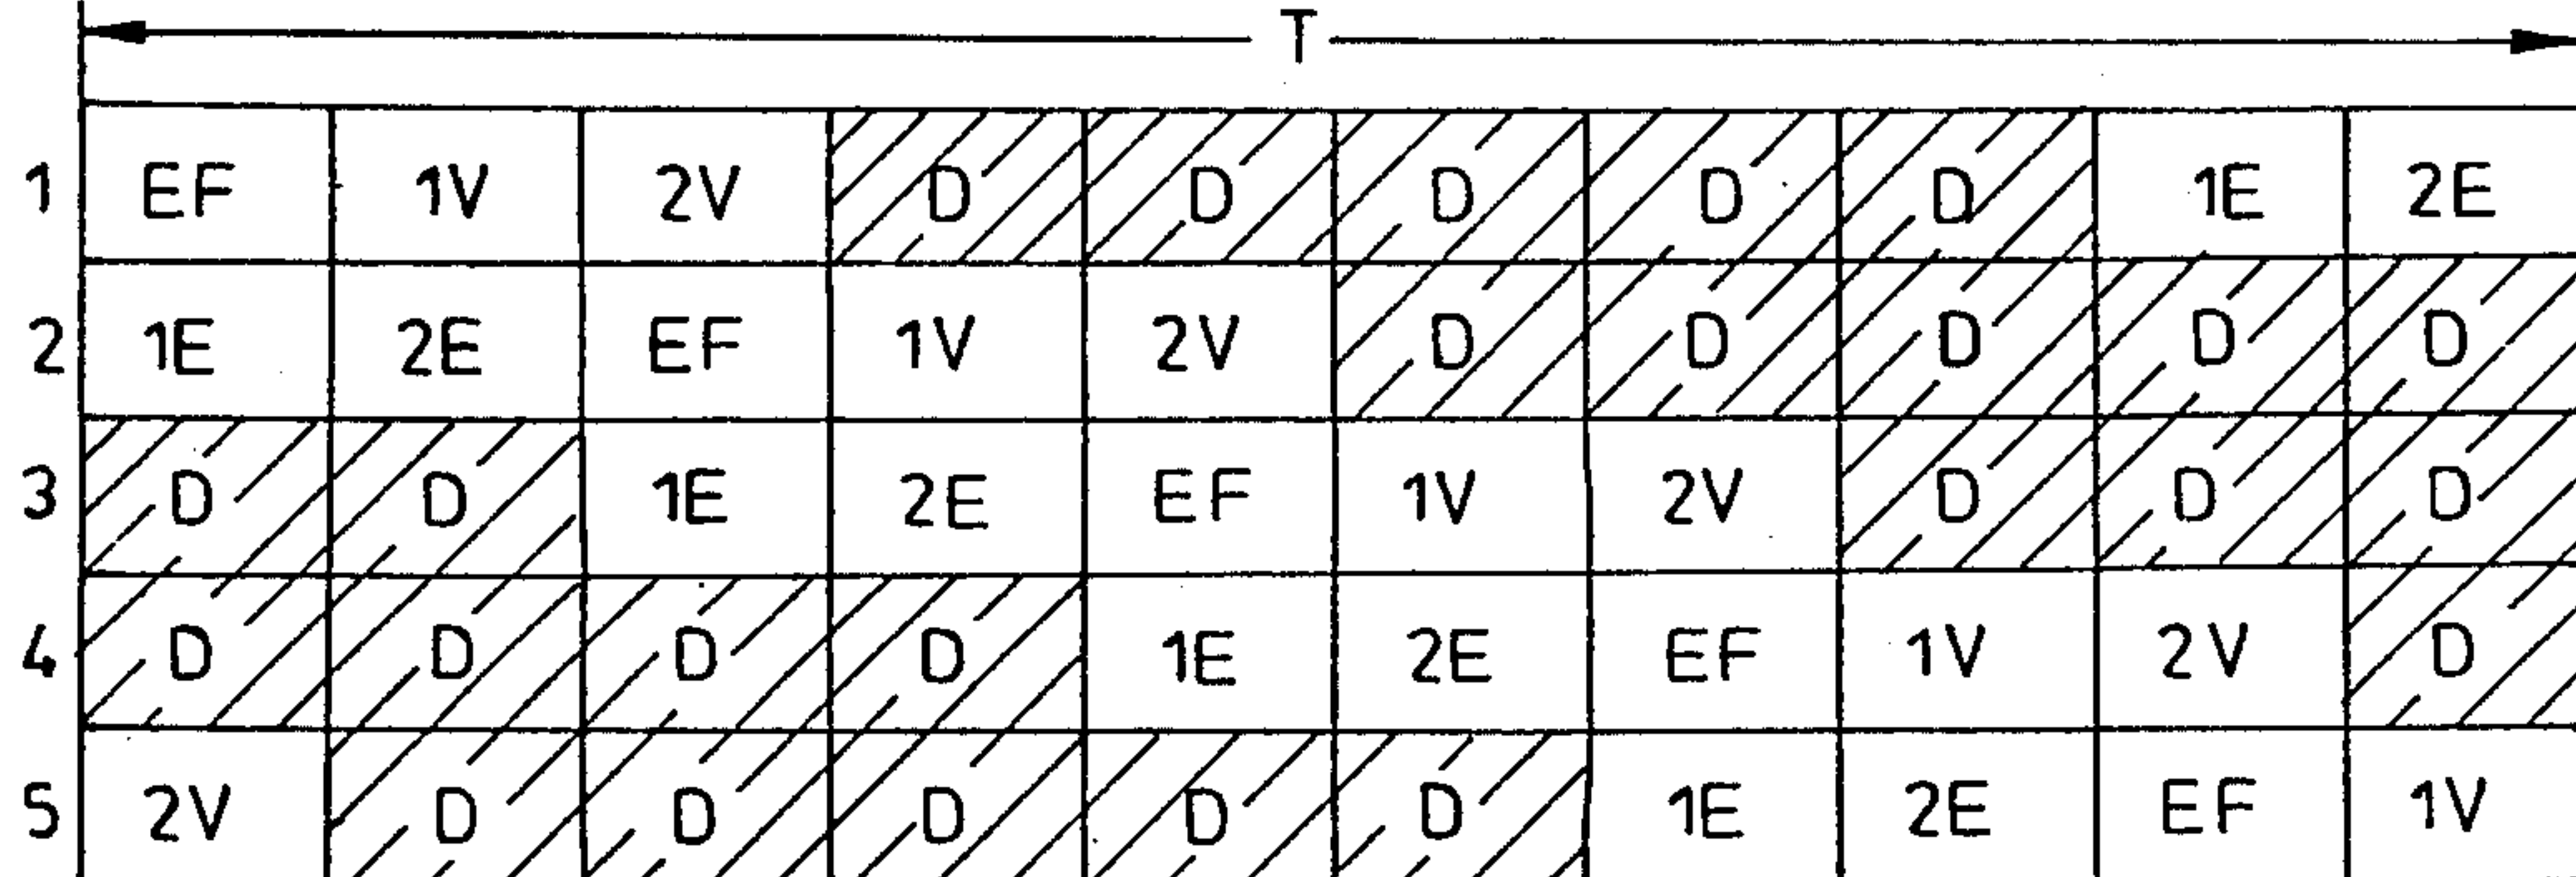 T
1 EF 1V 2V D D D D D 1E 2E
2 1E 2E EF 1V 2V D D D D D
3 D D 1E 2E EF 1V 2V D D D
4 D D D D 1E 2E EF 1V 2V D
5 2V D D D D D 1E 2E EF 1V